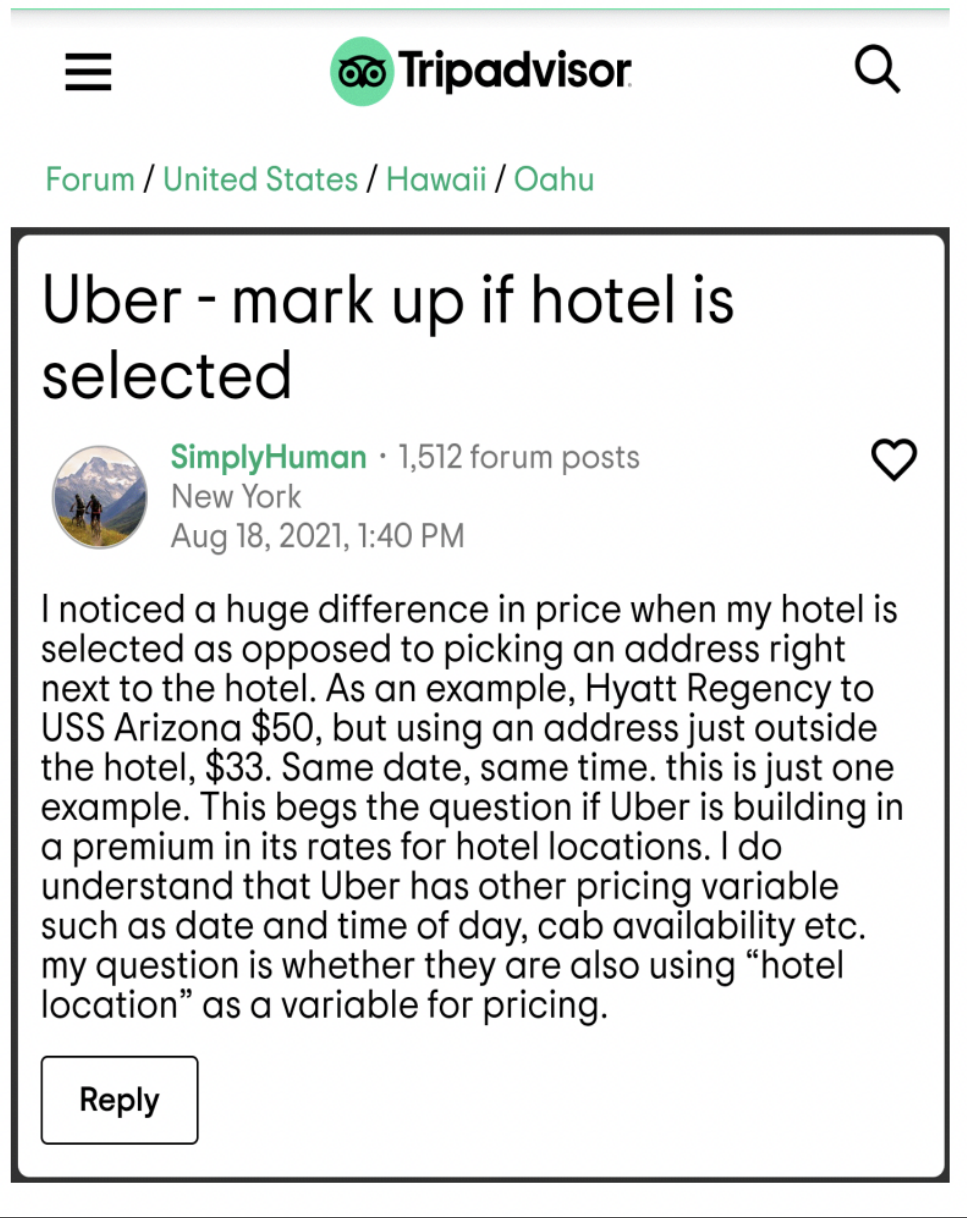 Tripadvisor
Forum / United States / Hawaii / Oahu
Uber - mark up if hotel is
selected
SimplyHuman · 1,512 forum posts
New York
Aug 18, 2021, 1:40 PM
I noticed a huge difference in price when my hotel is
selected as opposed to picking an address right
next to the hotel. As an example, Hyatt Regency to
USS Arizona $50, but using an address just outside
the hotel, $33. Same date, same time. this is just one
example. This begs the question if Uber is building in
a premium in its rates for hotel locations. I do
understand that Uber has other pricing variable
such as date and time of day, cab availability etc.
my question is whether they are also using “hotel
location” as a variable for pricing.
Reply